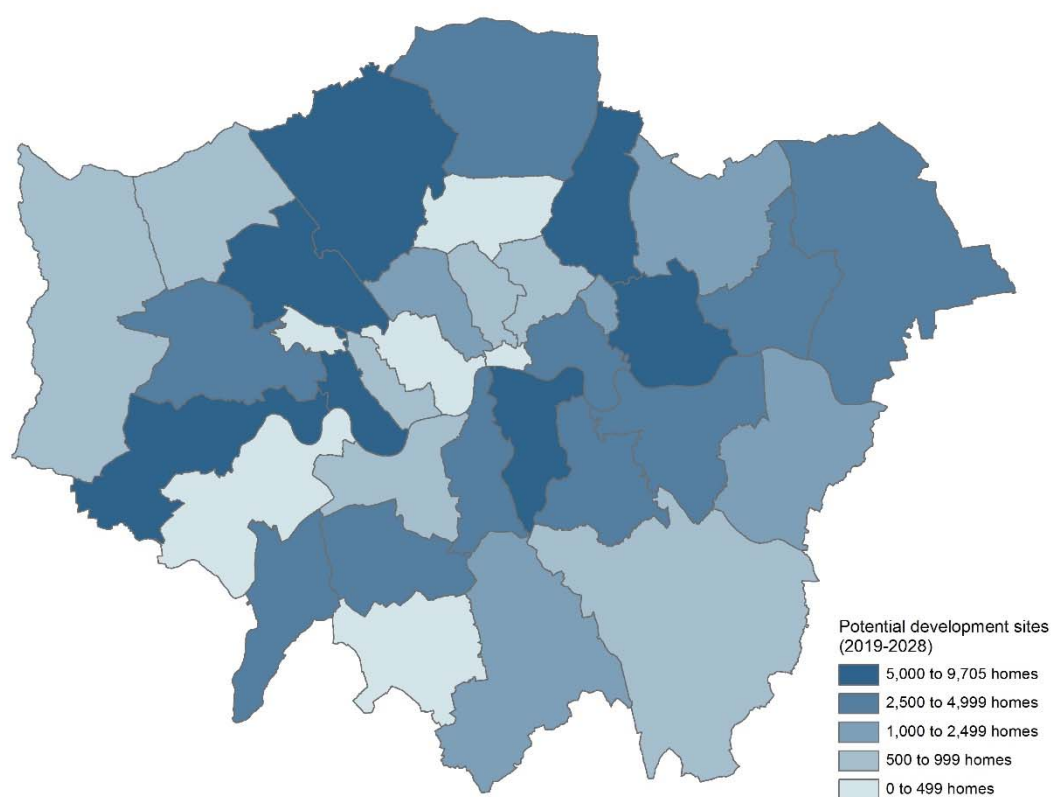 Potential development sites
(2019-2028)
5,000 to 9,705 homes
2,500 to 4,999 homes
1,000 to 2,499 homes
500 to 999 homes
0 to 499 homes